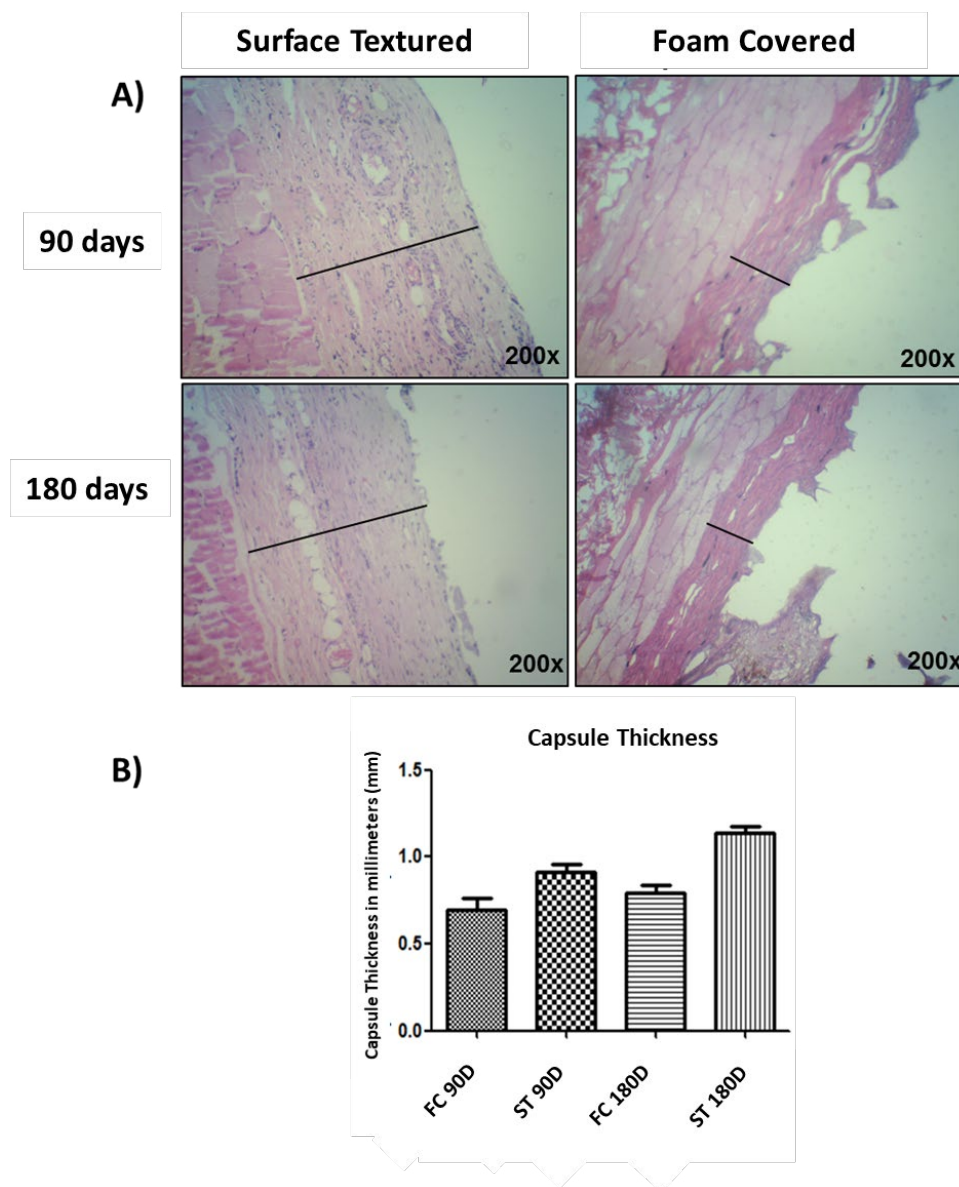 Surface Textured
Foam Covered
A)
90 days
200x
200x
180 days
200x
200x
B)
Capsule Thickness
Capsule Thickness in millimeters (mm)
1.5
1.0
0.5
0.0
FC 90D
ST 90D
FC 180D
ST 180D